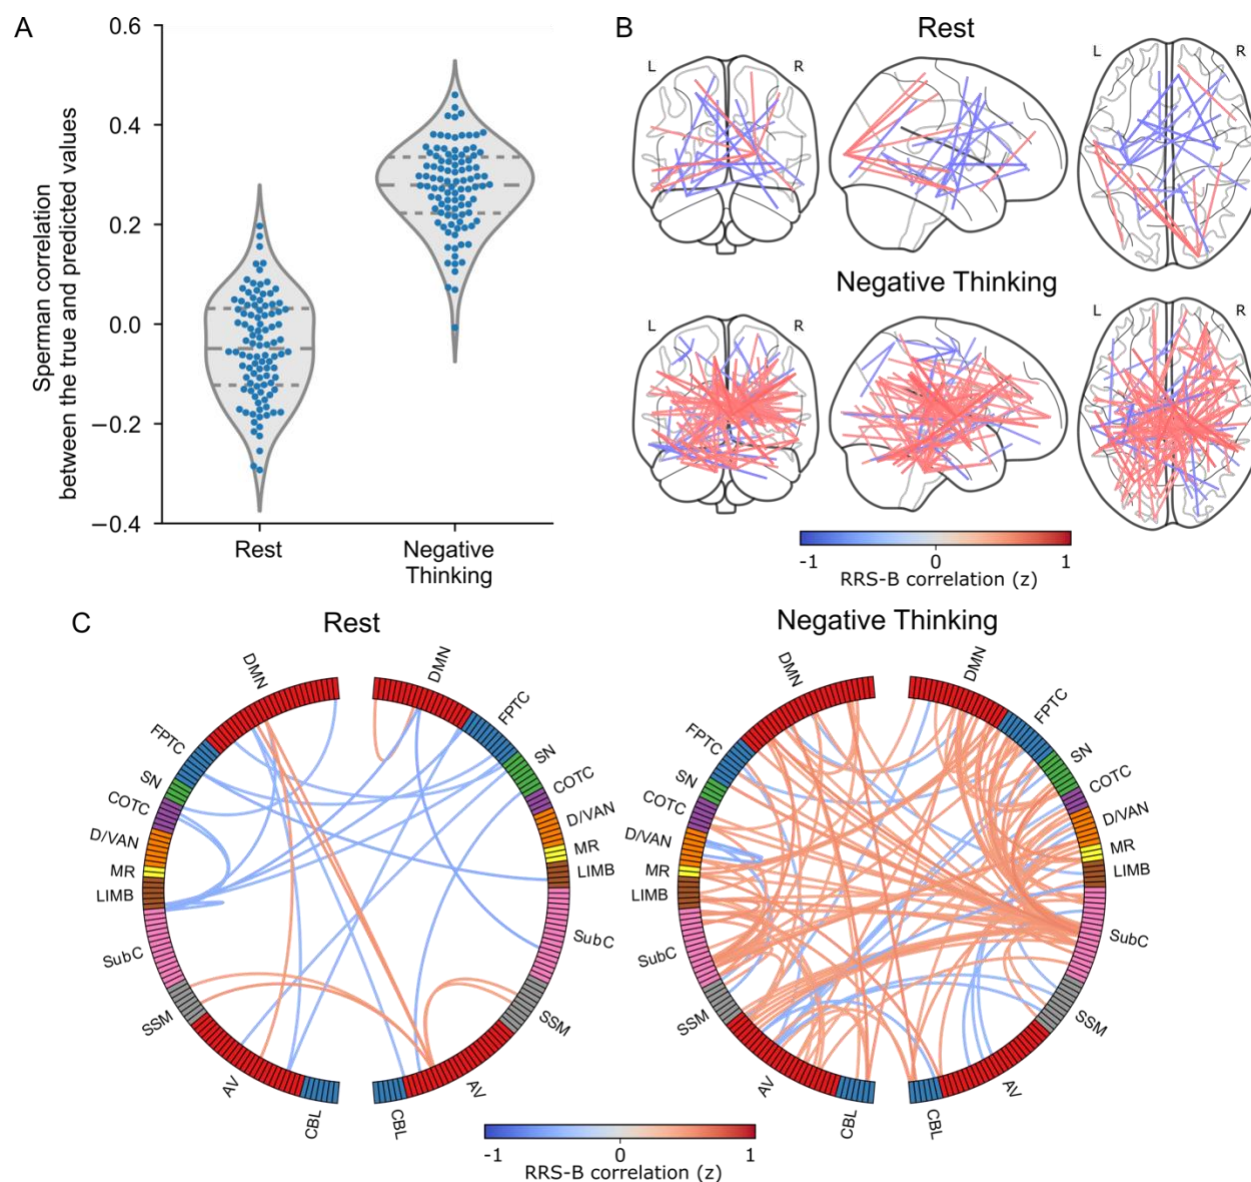 A
0.6
0.4
0.2
0.0
−0.2
−0.4
Sperman correlation
between the true and predicted values
Rest
Negative
Thinking
B
Rest
L
R
L
R
Negative Thinking
L
R
L
R
-1
0
1
RRS-B correlation (z)
C
Rest
DMN
DMN
FPTC
FPTC
SN
SN
COTC
COTC
D/VAN
D/VAN
MR
MR
LIMB
LIMB
SubC
SubC
SSM
SSM
AV
AV
CBL
CBL
Negative Thinking
DMN
DMN
FPTC
FPTC
SN
SN
COTC
COTC
D/VAN
D/VAN
MR
MR
LIMB
LIMB
SubC
SubC
SSM
SSM
AV
AV
CBL
CBL
-1
0
1
RRS-B correlation (z)